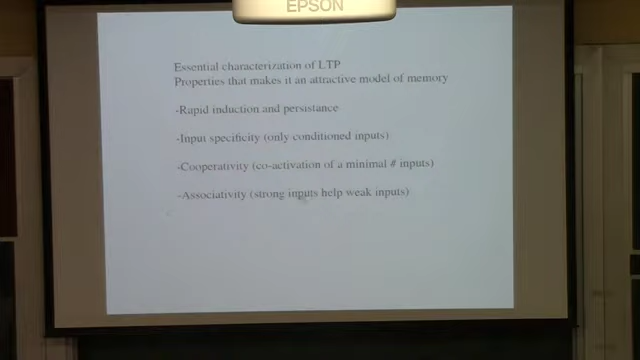 EPSON
Essential characterization of LTP
Properties that makes it an attractive model of memory
-Rapid induction and persistance
-Input specificity (only conditioned inputs)
-Cooperativity (co-activation of a minimal # inputs)
-Associativity (strong inputs help weak inputs)